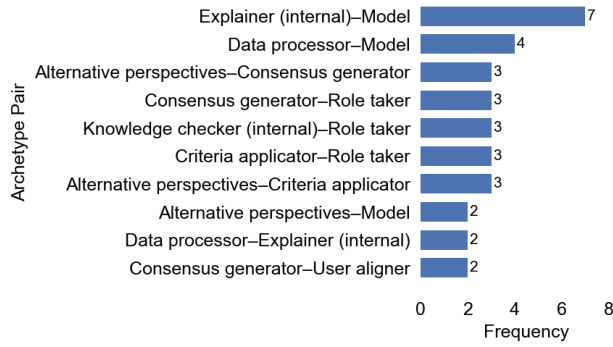 Explainer (internal)–Model 7
Data processor–Model 4
Alternative perspectives–Consensus generator 3
Consensus generator–Role taker 3
Knowledge checker (internal)–Role taker 3
Criteria applicator–Role taker 3
Alternative perspectives–Criteria applicator 3
Alternative perspectives–Model 2
Data processor–Explainer (internal) 2
Consensus generator–User aligner 2
Archetype Pair
0 2 4 6 8
Frequency